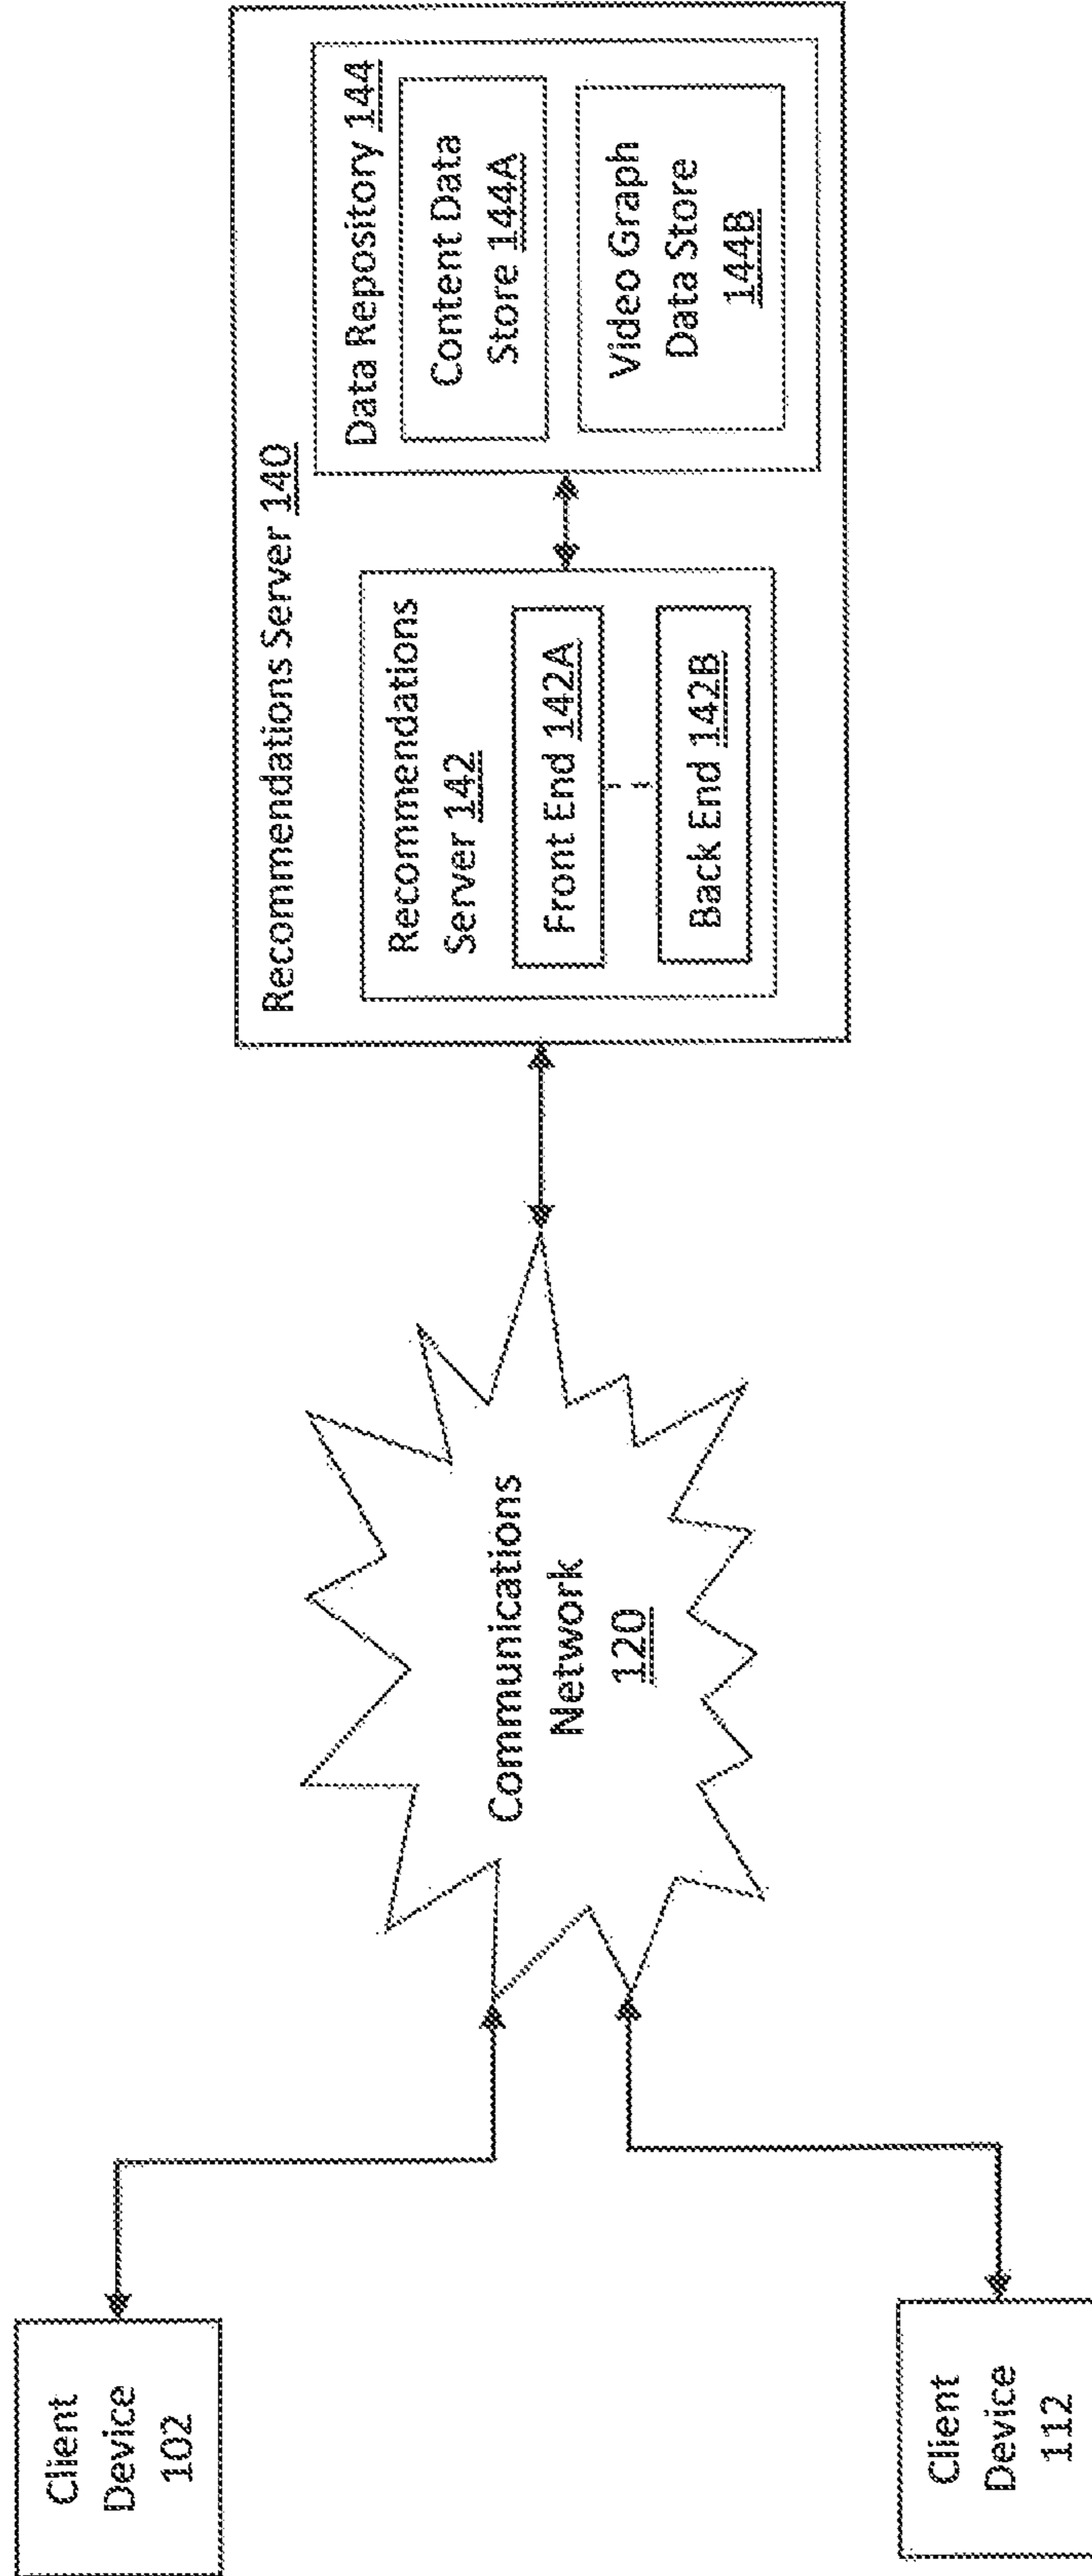 Client
Device
102
Client
Device
112
Communications
Network
120
Recommendations Server 140
Recommendations
Server 142
Front End 142A
Back End 142B
Data Repository 144
Content Data
Store 144A
Video Graph
Data Store
144B